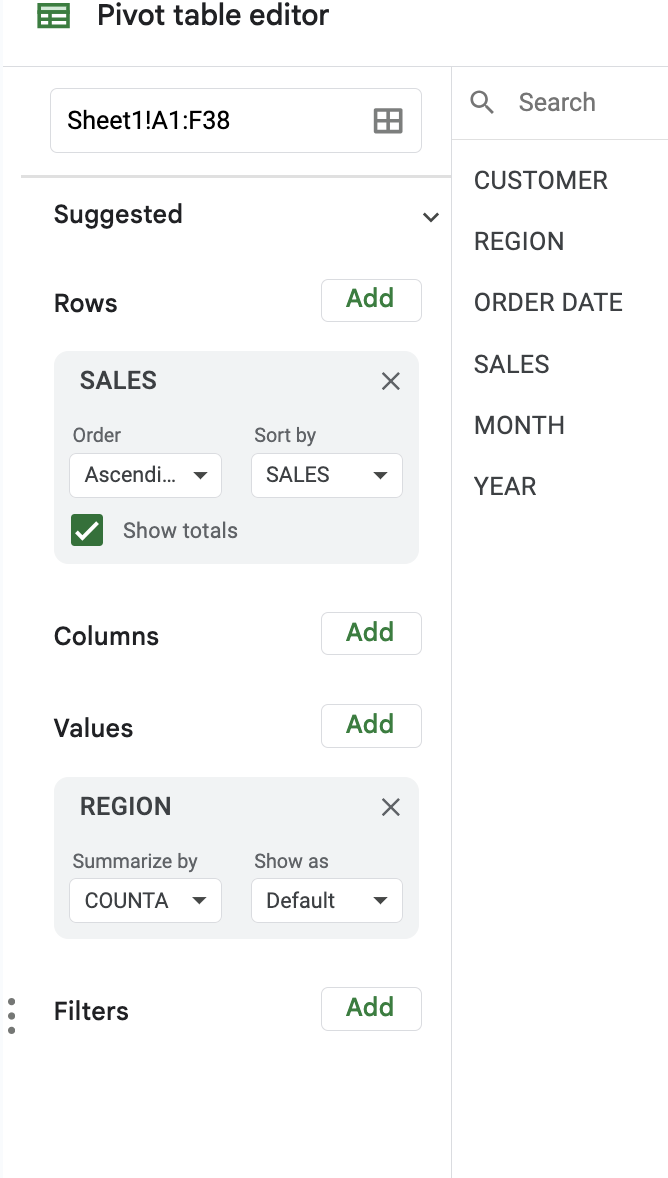 Pivot table editor
Sheet1!A1:F38
Suggested
Rows
Add
SALES
Order
Sort by
Ascendi...
SALES
Show totals
Columns
Add
Values
Add
REGION
Summarize by
Show as
COUNTA
Default
Filters
Add
Search
CUSTOMER
REGION
ORDER DATE
SALES
MONTH
YEAR